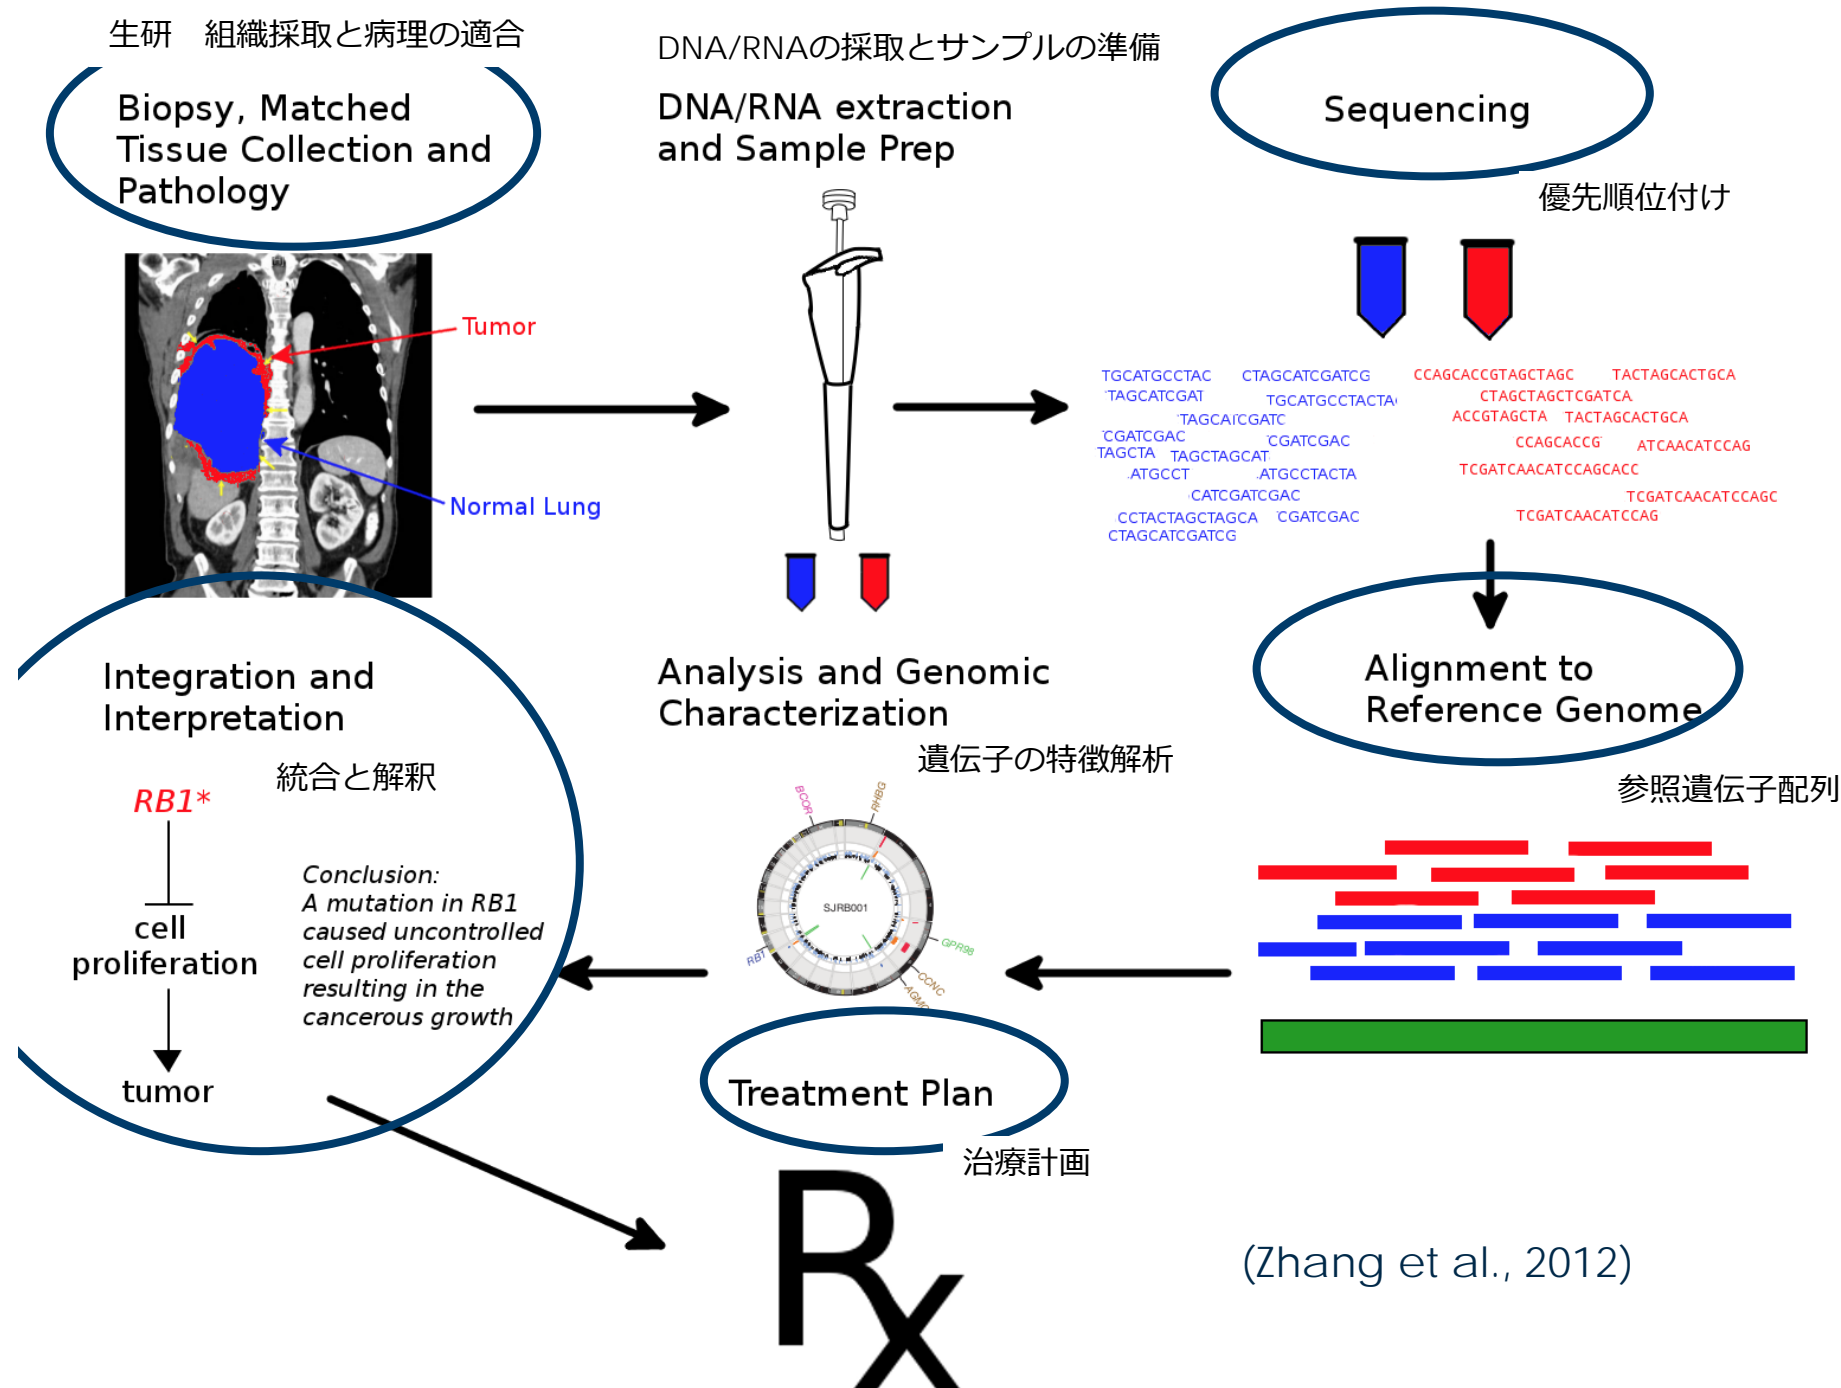 生研　組織採取と病理の適合
Biopsy, Matched
Tissue Collection and
Pathology
Tumor
Normal Lung
DNA/RNAの採取とサンプルの準備
DNA/RNA extraction
and Sample Prep
Sequencing
優先順位付け
TGCATGCCTAC CTAGCATCGATCG
TAGCATCGAT TGCATGCCTACTA
TAGCATCGATC
CGATCGAC CGATCGAC
TAGCTA TAGCTAGCAT
ATGCCT ATGCCTACTA
CATCGATCGAC
CCTACTAGCTAGCA CGATCGAC
CTAGCATCGATCG
CCAGCACCGTAGCTAGC TACTAGCACTGCA
CTAGCTAGCTCGATCA
ACCGTAGCTA TACTAGCACTGCA
CCAGCACCG ATCAACATCCAG
TCGATCAACATCCAGCACC
TCGATCAACATCCAGC
TCGATCAACATCCAG
Alignment to
Reference Genome
参照遺伝子配列
Analysis and Genomic
Characterization
遺伝子の特徴解析
BCOR
RHBG
SJRB001
GPR98
CCNC
RB1
Integration and
Interpretation
統合と解釈
RB1*
cell
proliferation
tumor
Conclusion:
A mutation in RB1
caused uncontrolled
cell proliferation
resulting in the
cancerous growth
Treatment Plan
治療計画
Rx
(Zhang et al., 2012)